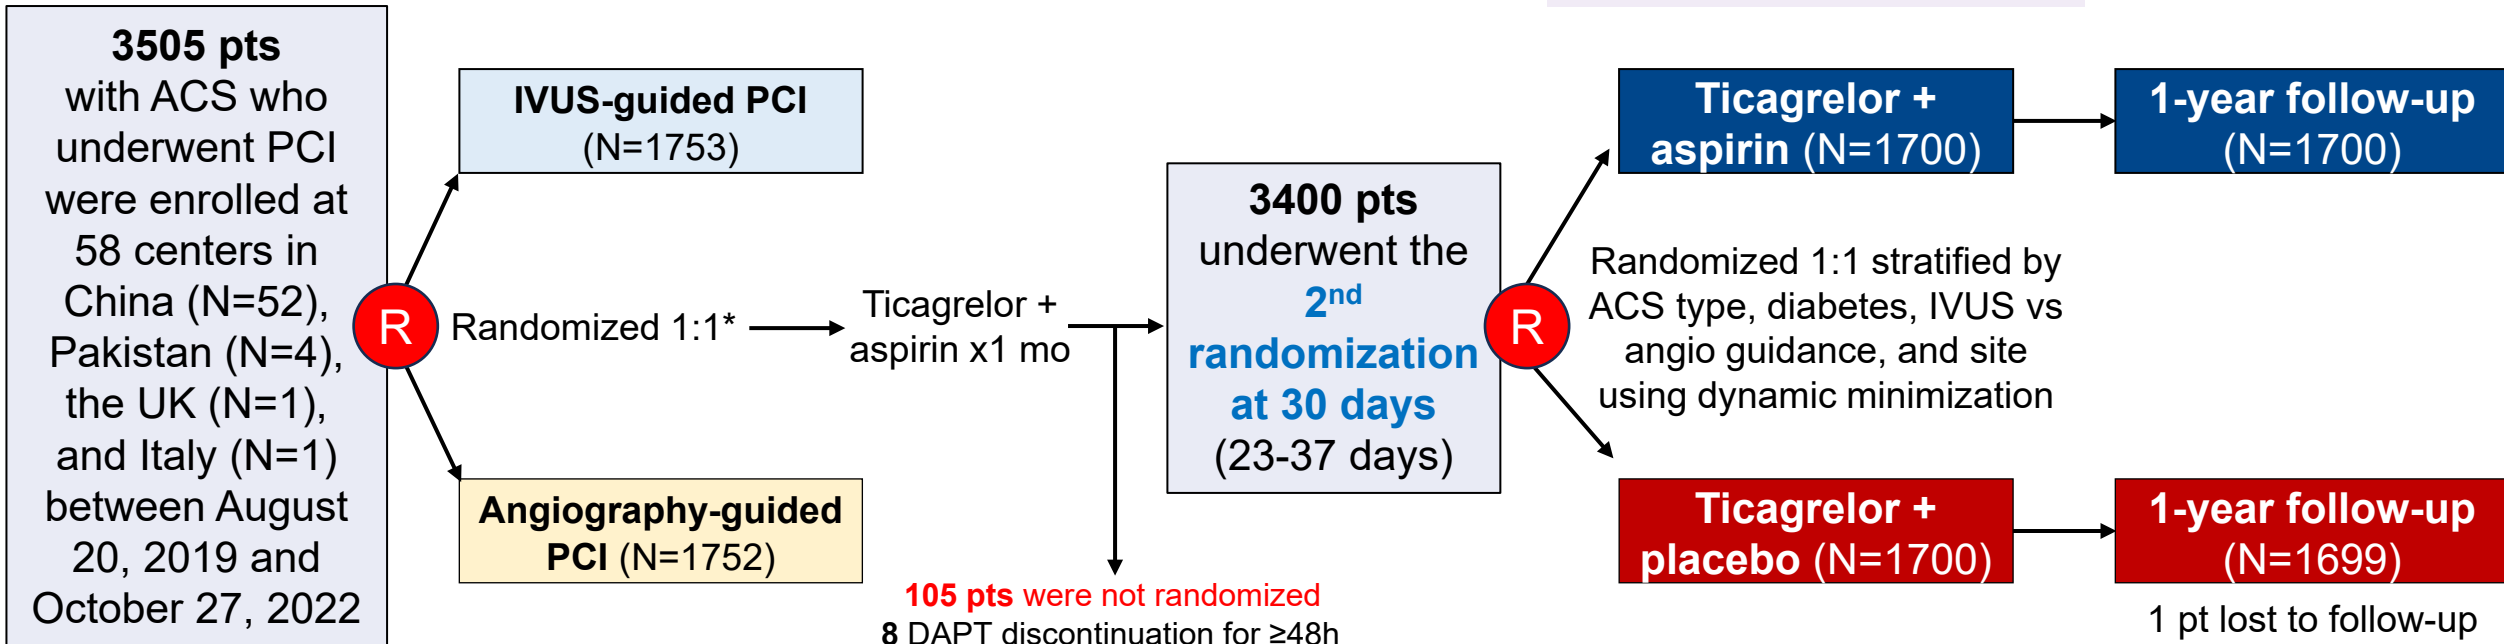 3505 pts
with ACS who
underwent PCI
were enrolled at
58 centers in
China (N=52),
Pakistan (N=4),
the UK (N=1),
and Italy (N=1)
between August
20, 2019 and
October 27, 2022
R
Randomized 1:1*
IVUS-guided PCI
(N=1753)
Angiography-guided
PCI (N=1752)
Ticagrelor +
aspirin x1 mo
105 pts were not randomized
8 DAPT discontinuation for ≥48h
3400 pts
underwent the
2nd
randomization
at 30 days
(23-37 days)
R
Randomized 1:1 stratified by
ACS type, diabetes, IVUS vs
angio guidance, and site
using dynamic minimization
Ticagrelor +
aspirin (N=1700)
1-year follow-up
(N=1700)
Ticagrelor +
placebo (N=1700)
1-year follow-up
(N=1699)
1 pt lost to follow-up